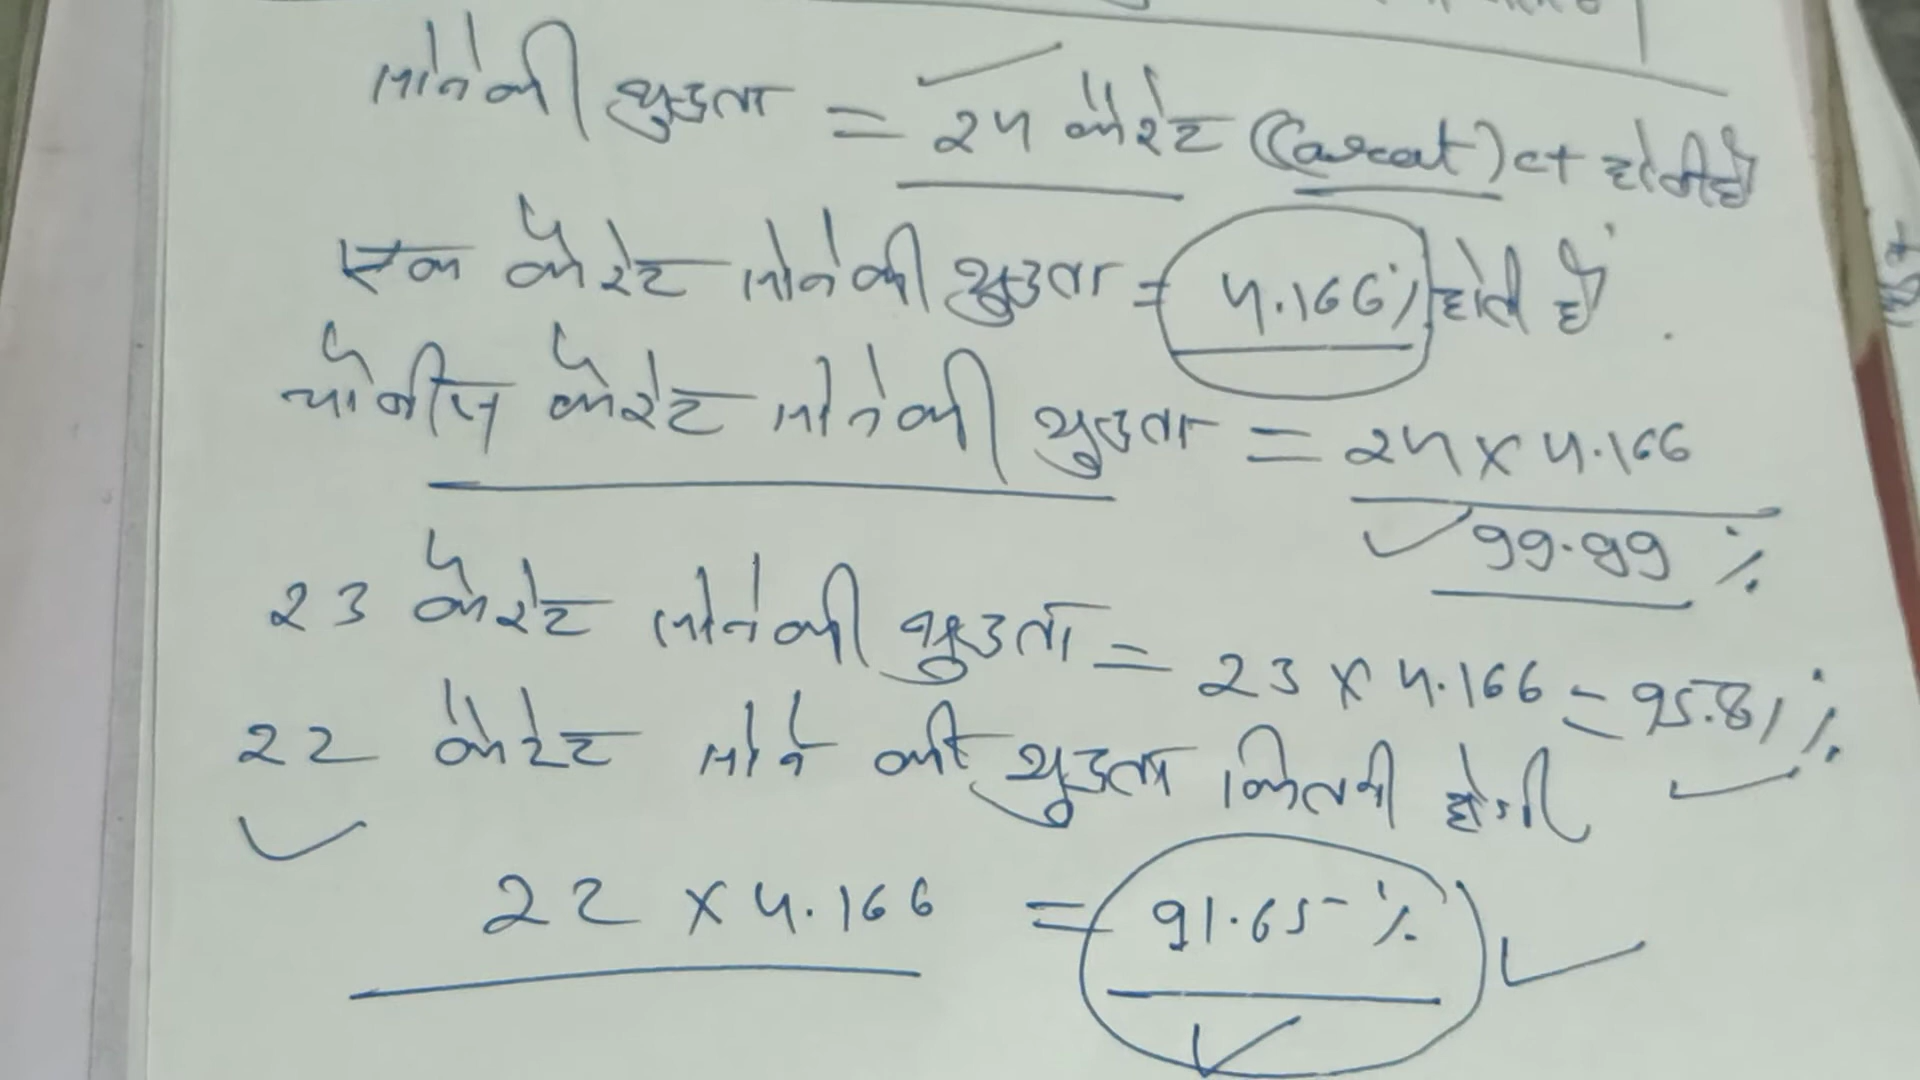 सोने की शुद्धता = 24 कैरेट (Carat) ct होती है
एक कैरेट सोने की शुद्धता = 4.166% होती है.
चौबीस कैरेट सोने की शुद्धता = 24 x 4.166
99.99 %
23 कैरेट सोने की शुद्धता = 23 x 4.166 = 95.81 %
22 कैरेट सोने की शुद्धता कितनी होगी
22 x 4.166 = 91.65 %